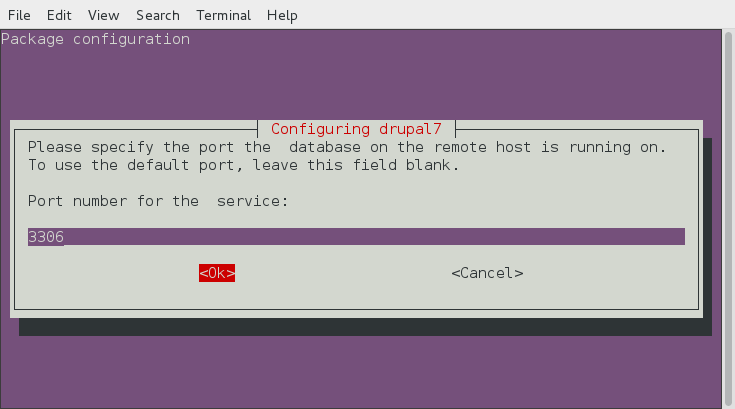 File Edit View Search Terminal Help
Package configuration
Configuring drupal7
Please specify the port the  database on the remote host is running on.
To use the default port, leave this field blank.
Port number for the  service:
3306
<Ok> <Cancel>